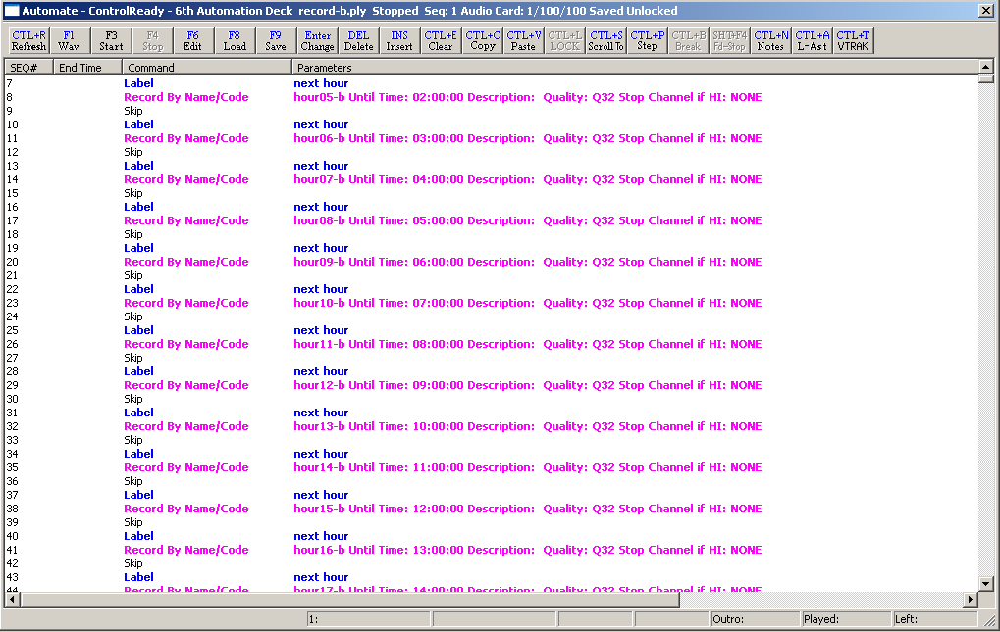 Automate - ControlReady - 6th Automation Deck record-b.ply Stopped Seq: 1 Audio Card: 1/100/100 Saved Unlocked
CTL+R F1 F3 F4 F6 F8 F9 Enter DEL INS CTL+E CTL+C CTL+V CTL+L CTL+S CTL+P CTL+B SHT+F4 CTL+N CTL+A CTL+T
Refresh Wav Start Stop Edit Load Save Change Delete Insert Clear Copy Paste LOCK Scroll To Step Break Fd-Stop Notes L-Ast VTRAK
SEQ# End Time Command Parameters
7 Label next hour
8 Record By Name/Code hour05-b Until Time: 02:00:00 Description: Quality: Q32 Stop Channel if HI: NONE
9 Skip
10 Label next hour
11 Record By Name/Code hour06-b Until Time: 03:00:00 Description: Quality: Q32 Stop Channel if HI: NONE
12 Skip
13 Label next hour
14 Record By Name/Code hour07-b Until Time: 04:00:00 Description: Quality: Q32 Stop Channel if HI: NONE
15 Skip
16 Label next hour
17 Record By Name/Code hour08-b Until Time: 05:00:00 Description: Quality: Q32 Stop Channel if HI: NONE
18 Skip
19 Label next hour
20 Record By Name/Code hour09-b Until Time: 06:00:00 Description: Quality: Q32 Stop Channel if HI: NONE
21 Skip
22 Label next hour
23 Record By Name/Code hour10-b Until Time: 07:00:00 Description: Quality: Q32 Stop Channel if HI: NONE
24 Skip
25 Label next hour
26 Record By Name/Code hour11-b Until Time: 08:00:00 Description: Quality: Q32 Stop Channel if HI: NONE
27 Skip
28 Label next hour
29 Record By Name/Code hour12-b Until Time: 09:00:00 Description: Quality: Q32 Stop Channel if HI: NONE
30 Skip
31 Label next hour
32 Record By Name/Code hour13-b Until Time: 10:00:00 Description: Quality: Q32 Stop Channel if HI: NONE
33 Skip
34 Label next hour
35 Record By Name/Code hour14-b Until Time: 11:00:00 Description: Quality: Q32 Stop Channel if HI: NONE
36 Skip
37 Label next hour
38 Record By Name/Code hour15-b Until Time: 12:00:00 Description: Quality: Q32 Stop Channel if HI: NONE
39 Skip
40 Label next hour
41 Record By Name/Code hour16-b Until Time: 13:00:00 Description: Quality: Q32 Stop Channel if HI: NONE
42 Skip
43 Label next hour
44 Record By Name/Code hour17-b Until Time: 14:00:00 Description: Quality: Q32 Stop Channel if HI: NONE
1: Outro: Played: Left: